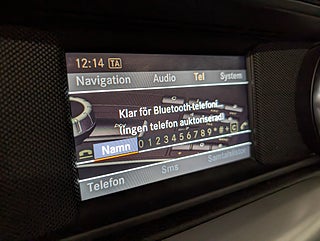 12:14 TA
Navigation Audio Tel System
Klar för Bluetooth-telefoni!
(ingen telefon auktoriserad)
Namn 0 1 2 3 4 5 6 7 8 9 * # + C
Telefon Sms Samtalslistor